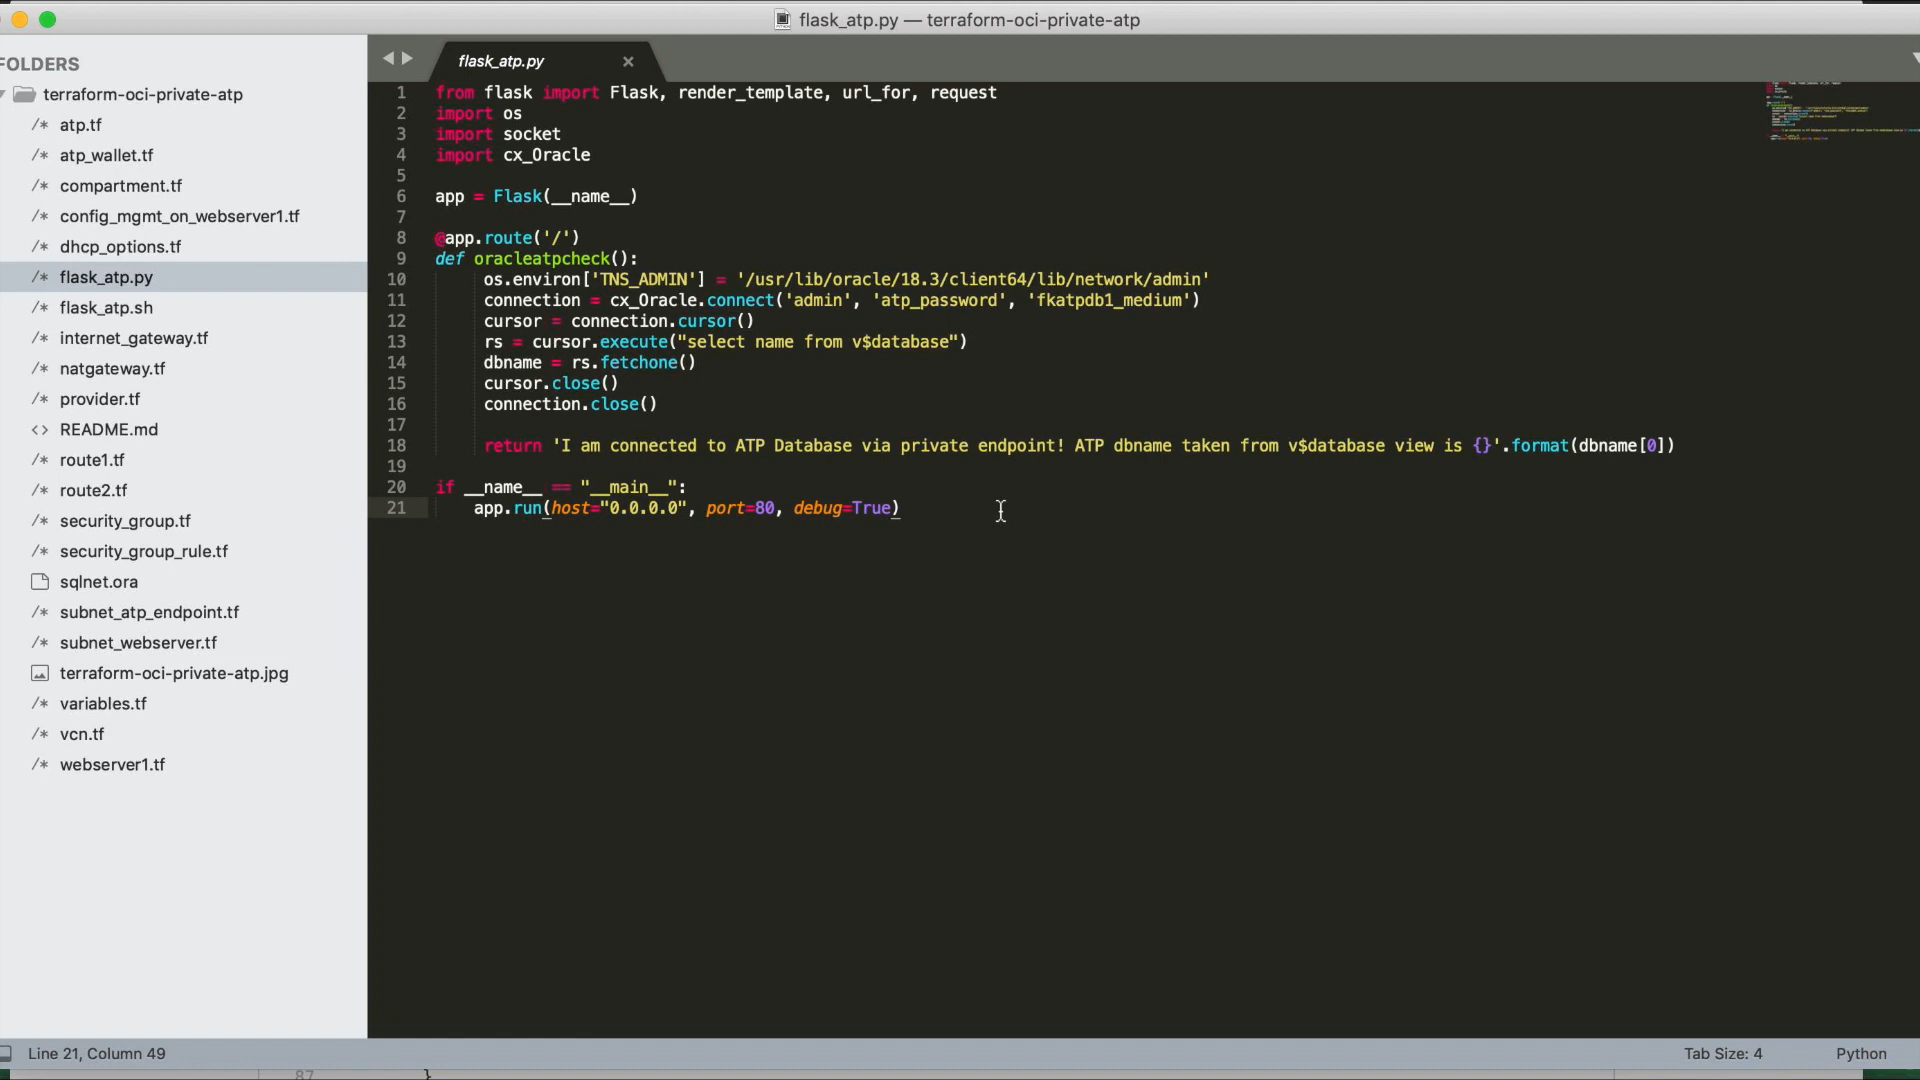 flask_atp.py — terraform-oci-private-atp
FOLDERS
terraform-oci-private-atp
/* atp.tf
/* atp_wallet.tf
/* compartment.tf
/* config_mgmt_on_webserver1.tf
/* dhcp_options.tf
/* flask_atp.py
/* flask_atp.sh
/* internet_gateway.tf
/* natgateway.tf
/* provider.tf
<> README.md
/* route1.tf
/* route2.tf
/* security_group.tf
/* security_group_rule.tf
sqlnet.ora
/* subnet_atp_endpoint.tf
/* subnet_webserver.tf
terraform-oci-private-atp.jpg
/* variables.tf
/* vcn.tf
/* webserver1.tf
flask_atp.py ×
1 from flask import Flask, render_template, url_for, request
2 import os
3 import socket
4 import cx_Oracle
5
6 app = Flask(__name__)
7
8 @app.route('/')
9 def oracleatpcheck():
10 os.environ['TNS_ADMIN'] = '/usr/lib/oracle/18.3/client64/lib/network/admin'
11 connection = cx_Oracle.connect('admin', 'atp_password', 'fkatpdb1_medium')
12 cursor = connection.cursor()
13 rs = cursor.execute("select name from v$database")
14 dbname = rs.fetchone()
15 cursor.close()
16 connection.close()
17
18 return 'I am connected to ATP Database via private endpoint! ATP dbname taken from v$database view is {}'.format(dbname[0])
19
20 if __name__ == "__main__":
21 app.run(host="0.0.0.0", port=80, debug=True)
Line 21, Column 49
Tab Size: 4
Python
87 }